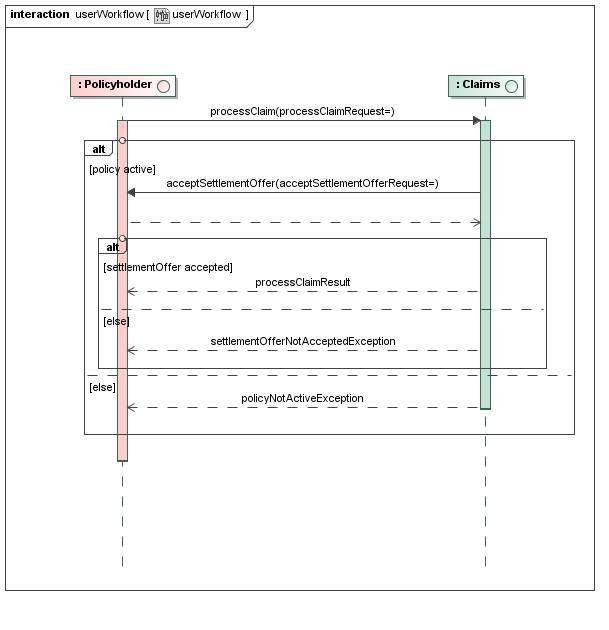 interaction userWorkflow [ userWorkflow ]
: Policyholder
: Claims
processClaim(processClaimRequest=)
alt
[policy active]
acceptSettlementOffer(acceptSettlementOfferRequest=)
alt
[settlementOffer accepted]
processClaimResult
[else]
settlementOfferNotAcceptedException
[else]
policyNotActiveException